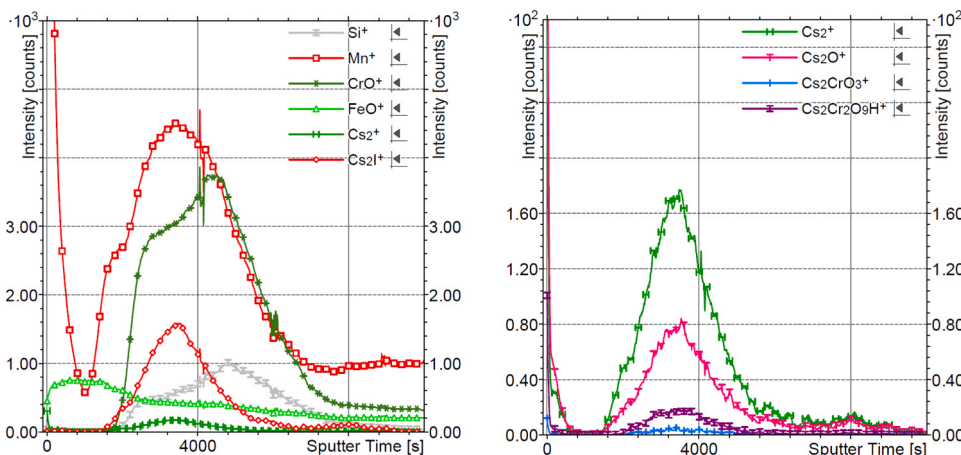 ·10³
·10³
Intensity [counts]
Intensity [counts]
Si⁺
Mn⁺
CrO⁺
FeO⁺
Cs₂⁺
Cs₂I⁺
3.00
3.00
2.00
2.00
1.00
1.00
0.00
0.00
0
4000
Sputter Time [s]
·10²
·10²
Intensity [counts]
Intensity [counts]
Cs₂⁺
Cs₂O⁺
Cs₂CrO₃⁺
Cs₂Cr₂O₉H⁺
1.60
1.60
1.20
1.20
0.80
0.80
0.40
0.40
0.00
0.00
0
4000
Sputter Time [s]